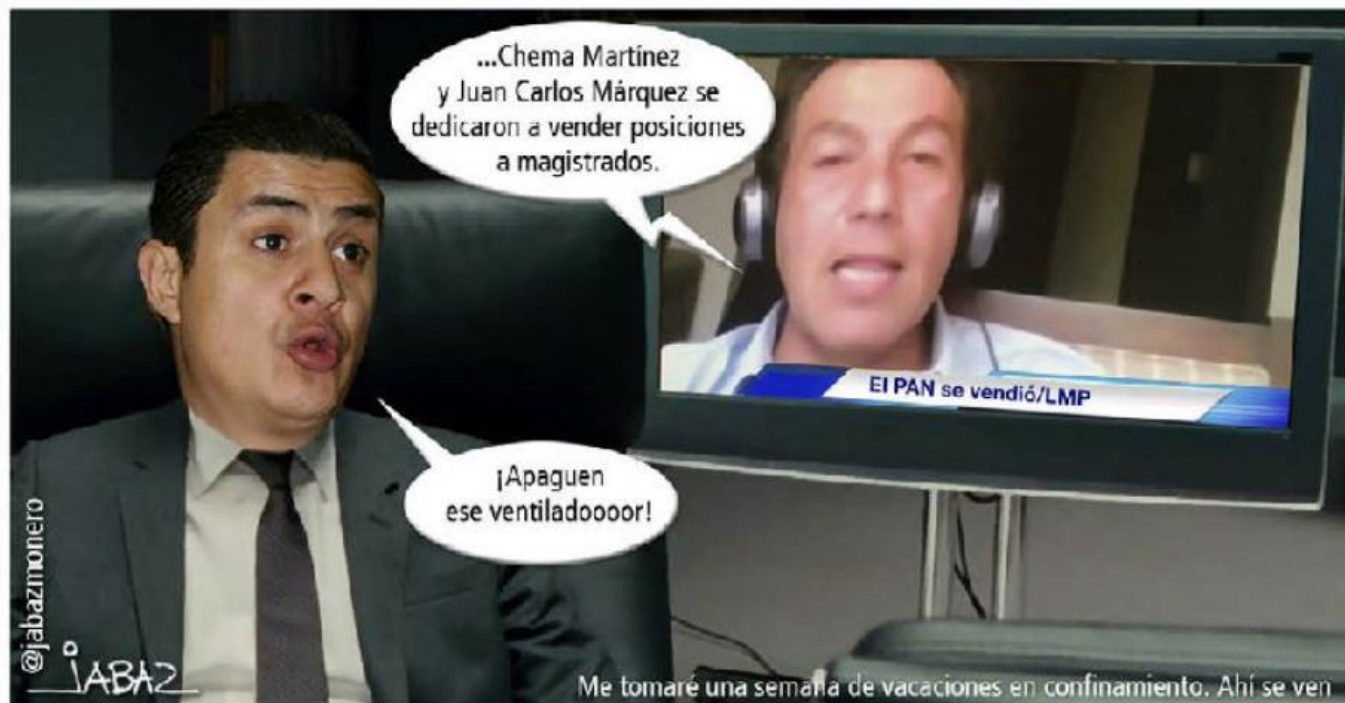 ...Chema Martínez
y Juan Carlos Márquez se
dedicaron a vender posiciones
a magistrados.
El PAN se vendió/LMP
¡Apaguen
ese ventiladoooor!
@jabazmonero
JABAZ
Me tomaré una semana de vacaciones en confinamiento. Ahí se ven